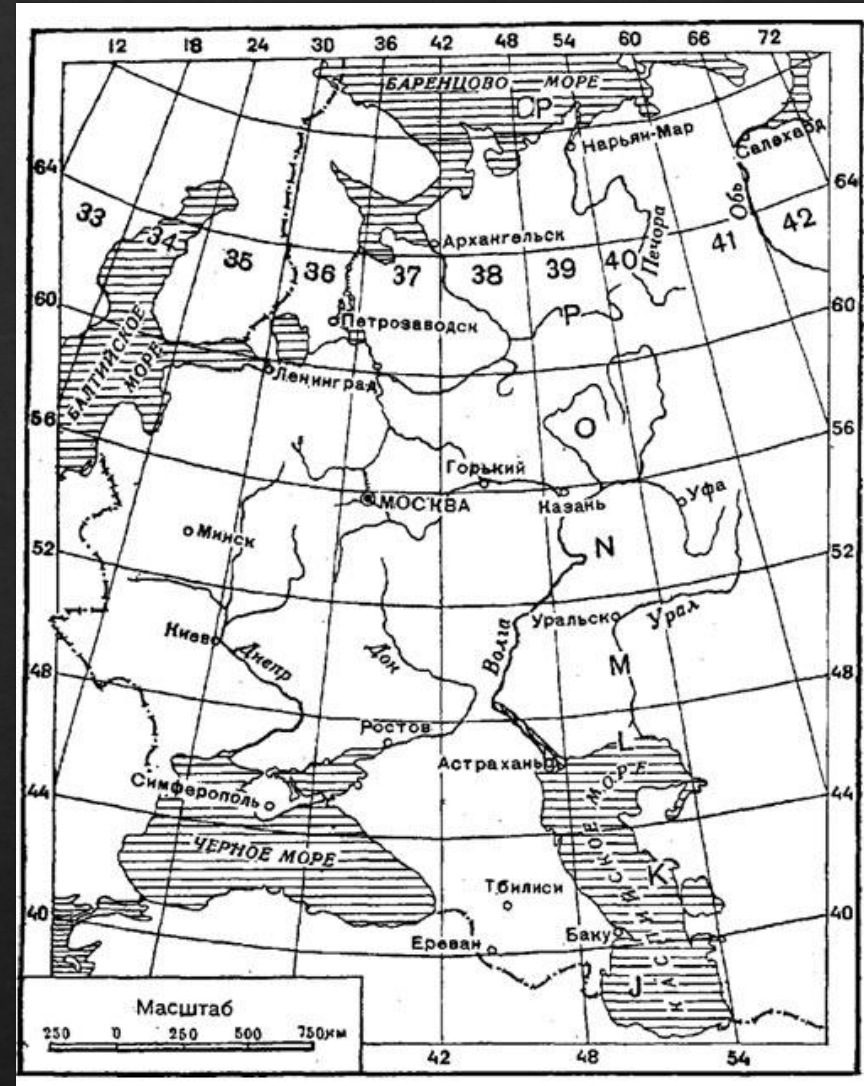 12 18 24 30 36 42 48 54 60 66 72
БАРЕНЦОВО МОРЕ
QP
Нарьян-Мар
Салехард
64
64
33 34 35 36 37 38 39 40 41 42
Обь
Печора
Архангельск
60
60
Петрозаводск
P
БАЛТИЙСКОЕ
МОРЕ
Ленинград
56
56
O
Горький
МОСКВА
Казань
Уфа
Минск
N
52
52
Киев
Днепр
Дон
Волга
Уральск
Урал
M
48
48
Ростов
L
Астрахань
Симферополь
44
44
ЧЕРНОЕ МОРЕ
КАСПИЙСКОЕ МОРЕ
K
Тбилиси
40
40
Ереван
Баку
J
Масштаб
250 0 250 500 750км
42 48 54